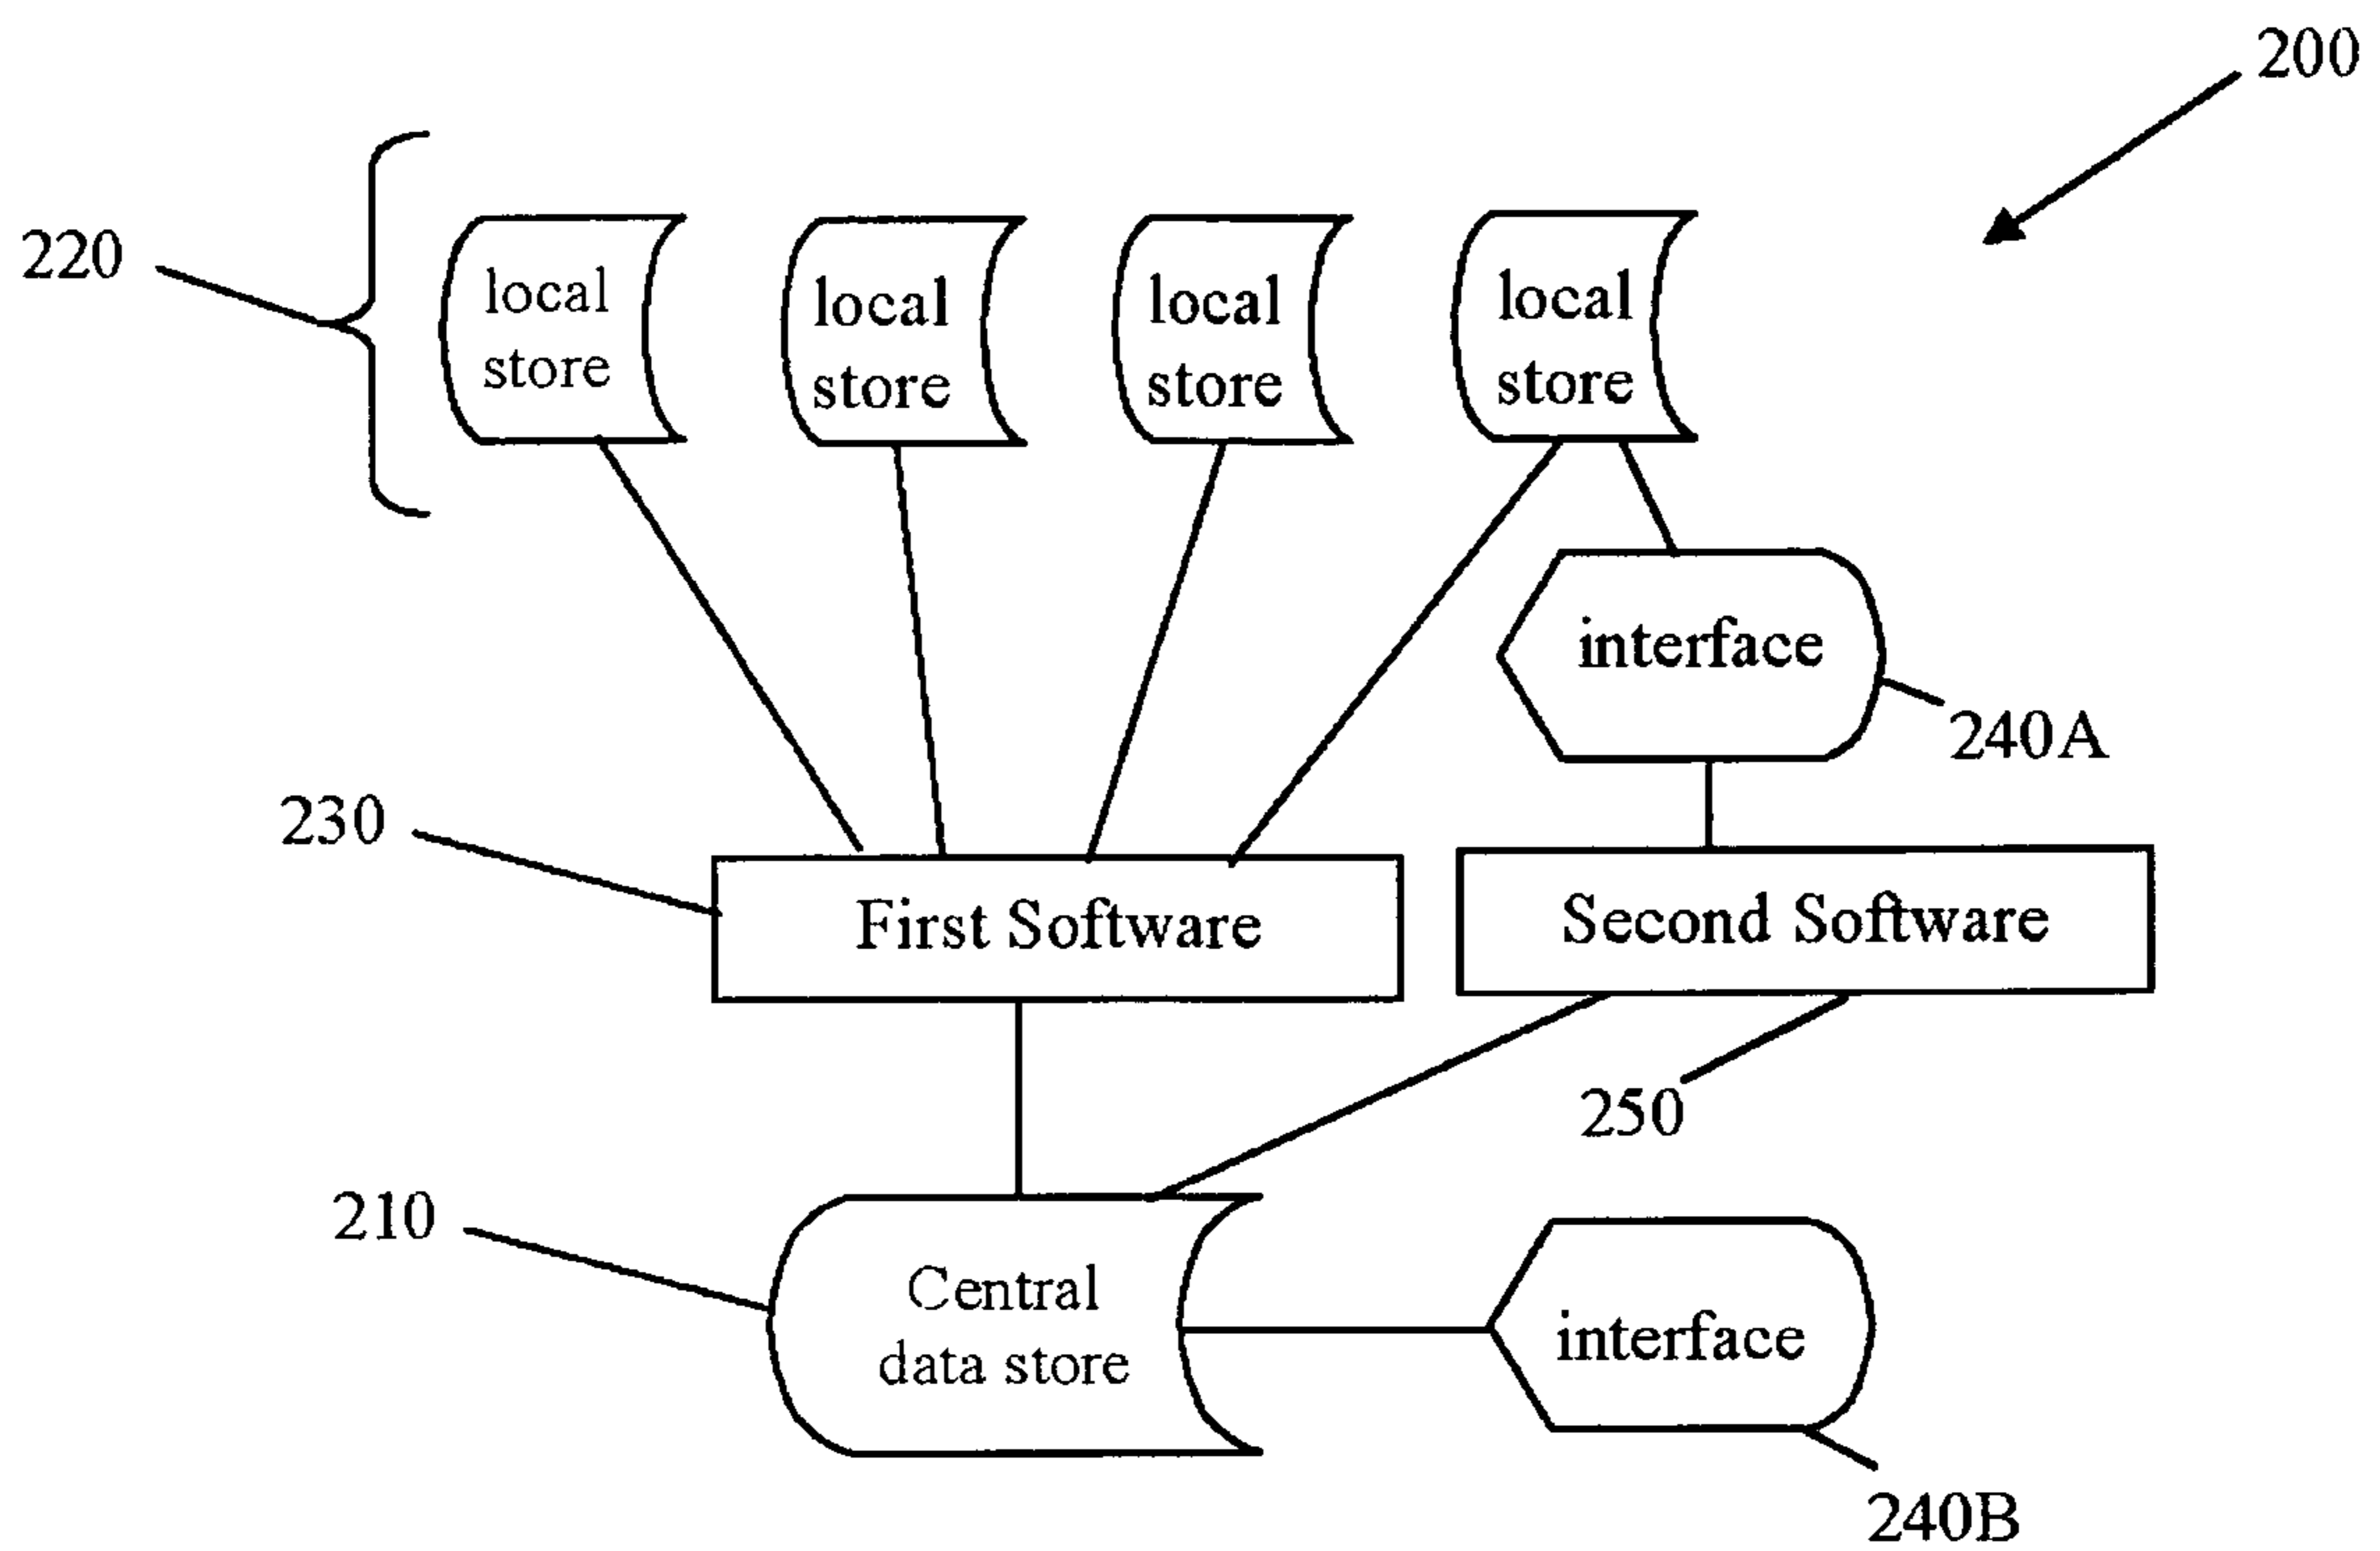 200
220
local
store
local
store
local
store
local
store
interface
240A
230
First Software
Second Software
250
210
Central
data store
interface
240B